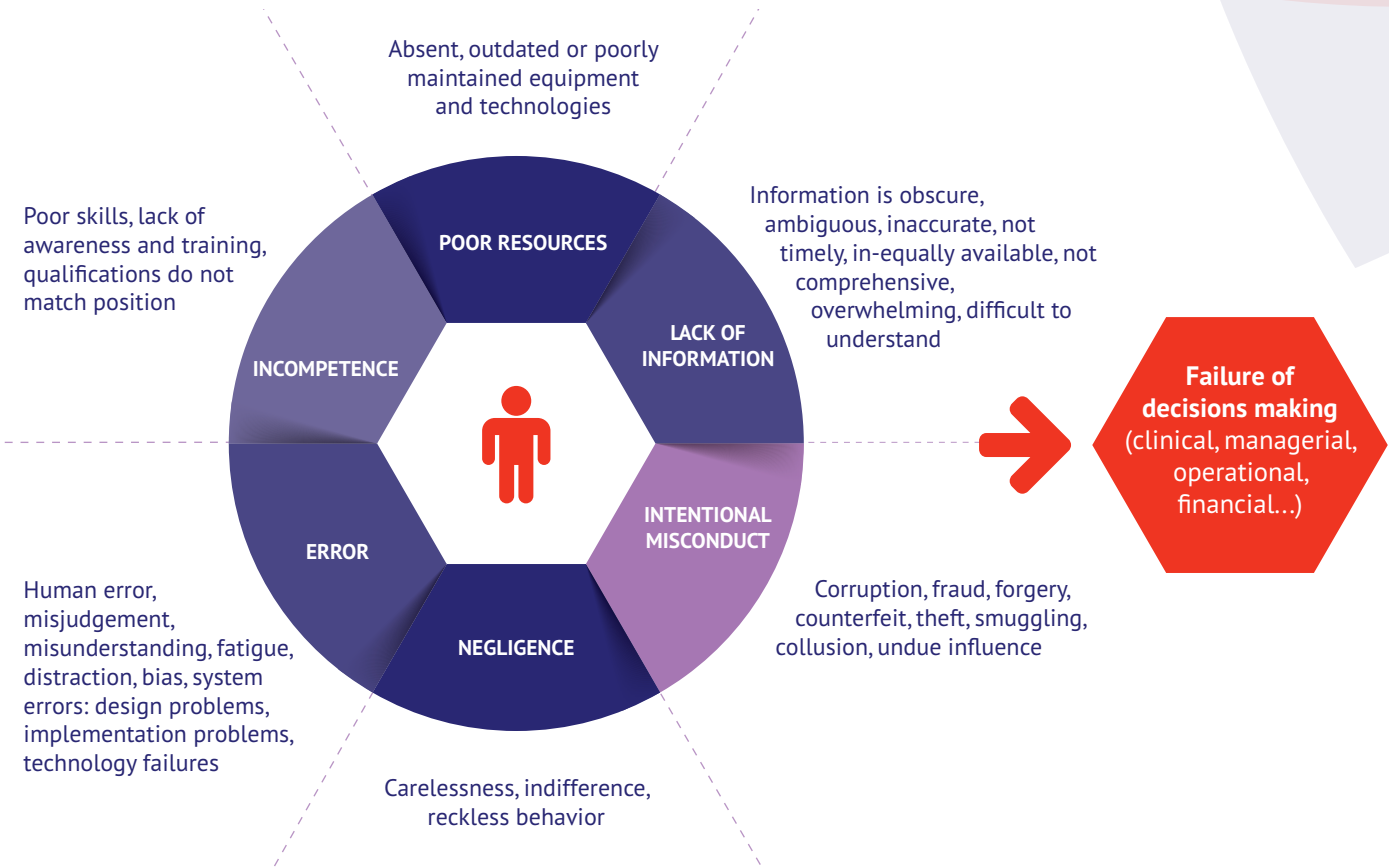 Absent, outdated or poorly
maintained equipment
and technologies
POOR RESOURCES
Information is obscure,
ambiguous, inaccurate, not
timely, in-equally available, not
comprehensive,
overwhelming, difficult to
understand
LACK OF
INFORMATION
Corruption, fraud, forgery,
counterfeit, theft, smuggling,
collusion, undue influence
INTENTIONAL
MISCONDUCT
Carelessness, indifference,
reckless behavior
NEGLIGENCE
Human error,
misjudgement,
misunderstanding, fatigue,
distraction, bias, system
errors: design problems,
implementation problems,
technology failures
ERROR
Poor skills, lack of
awareness and training,
qualifications do not
match position
INCOMPETENCE
Failure of
decisions making
(clinical, managerial,
operational,
financial...)